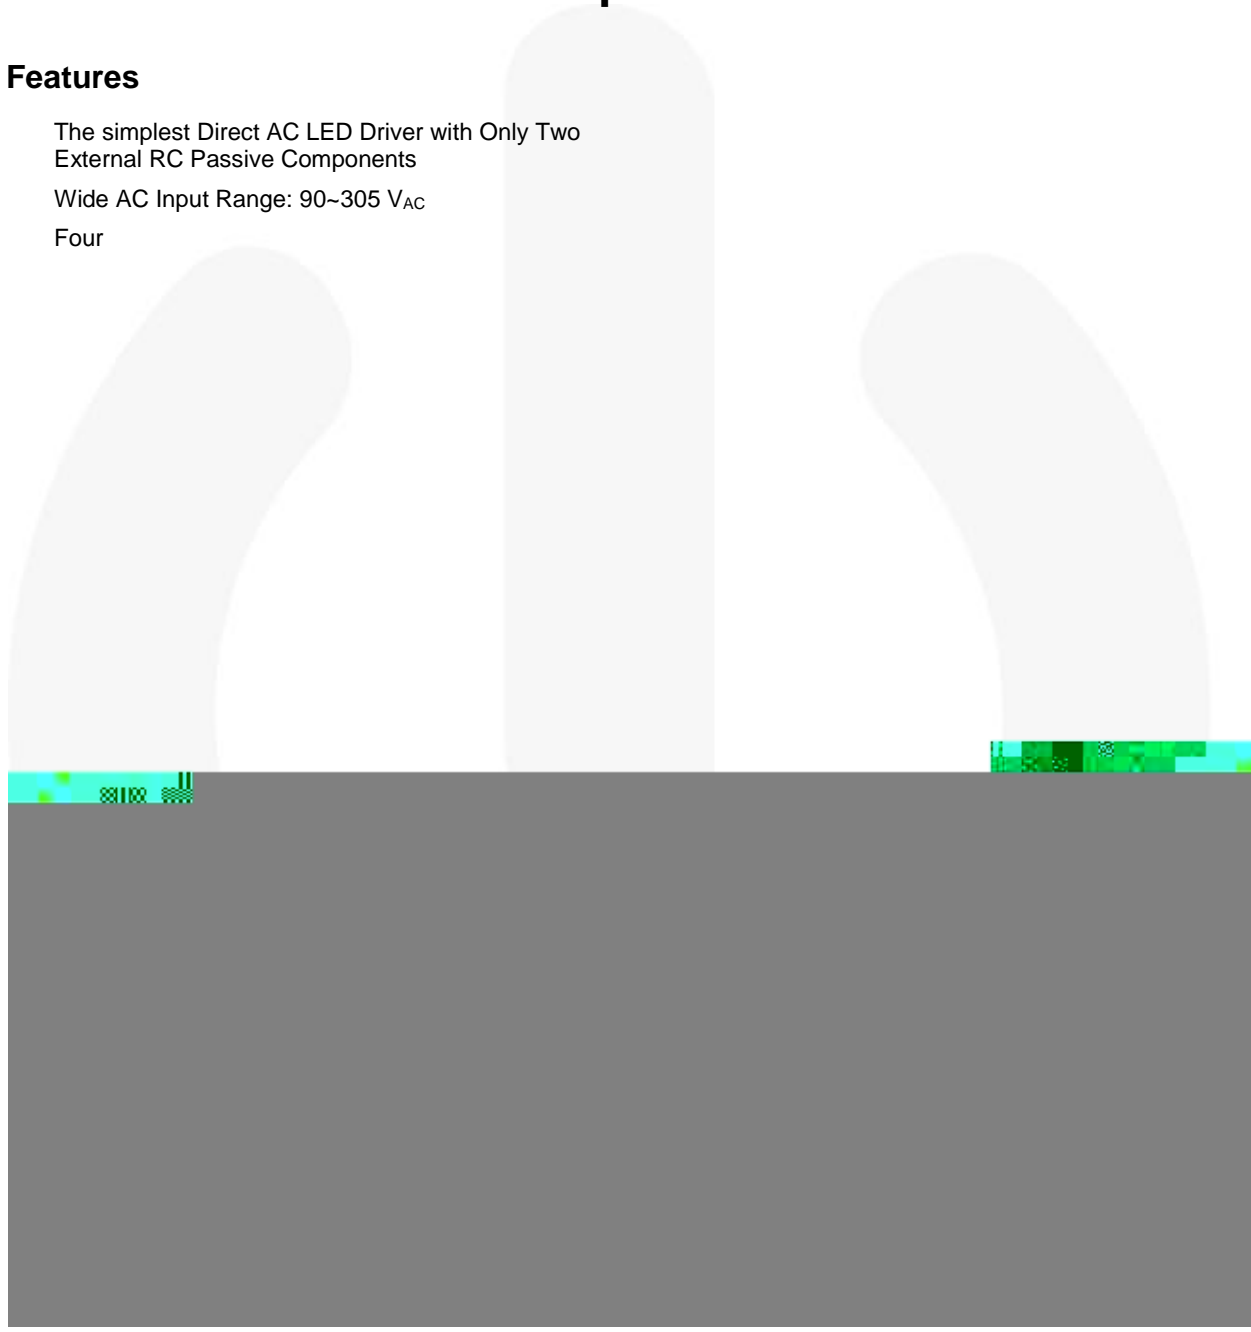 Features
The simplest Direct AC LED Driver with Only Two
External RC Passive Components
Wide AC Input Range: 90~305 VAC
Four